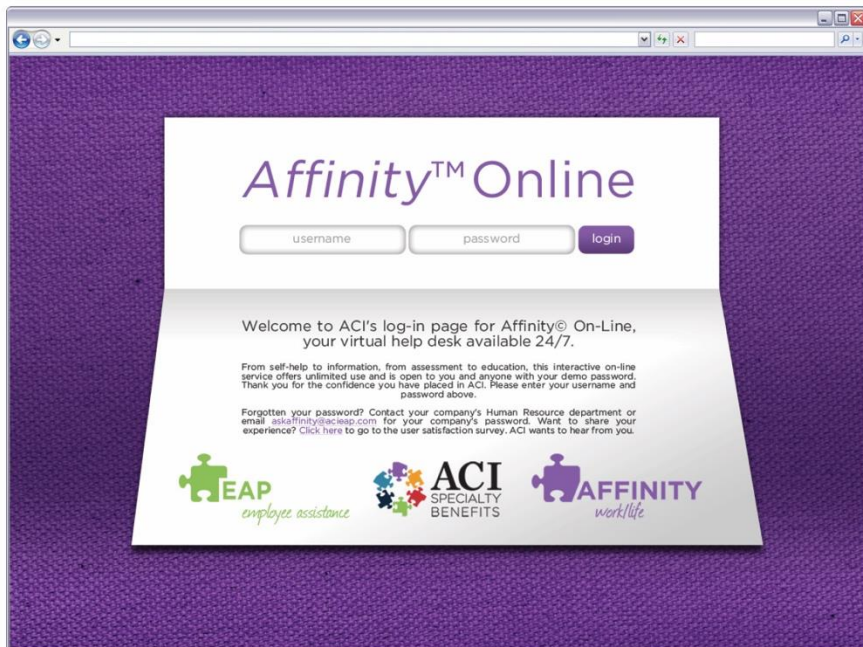 Affinity™ Online
username password login
Welcome to ACI's log-in page for Affinity© On-Line,
your virtual help desk available 24/7.
From self-help to information, from assessment to education, this interactive on-line
service offers unlimited use and is open to you and anyone with your demo password.
Thank you for the confidence you have placed in ACI. Please enter your username and
password above.
Forgotten your password? Contact your company's Human Resource department or
email askaffinity@acieap.com for your company's password. Want to share your
experience? Click here to go to the user satisfaction survey. ACI wants to hear from you.
EAP
employee assistance
ACI
SPECIALTY
BENEFITS
AFFINITY
work/life